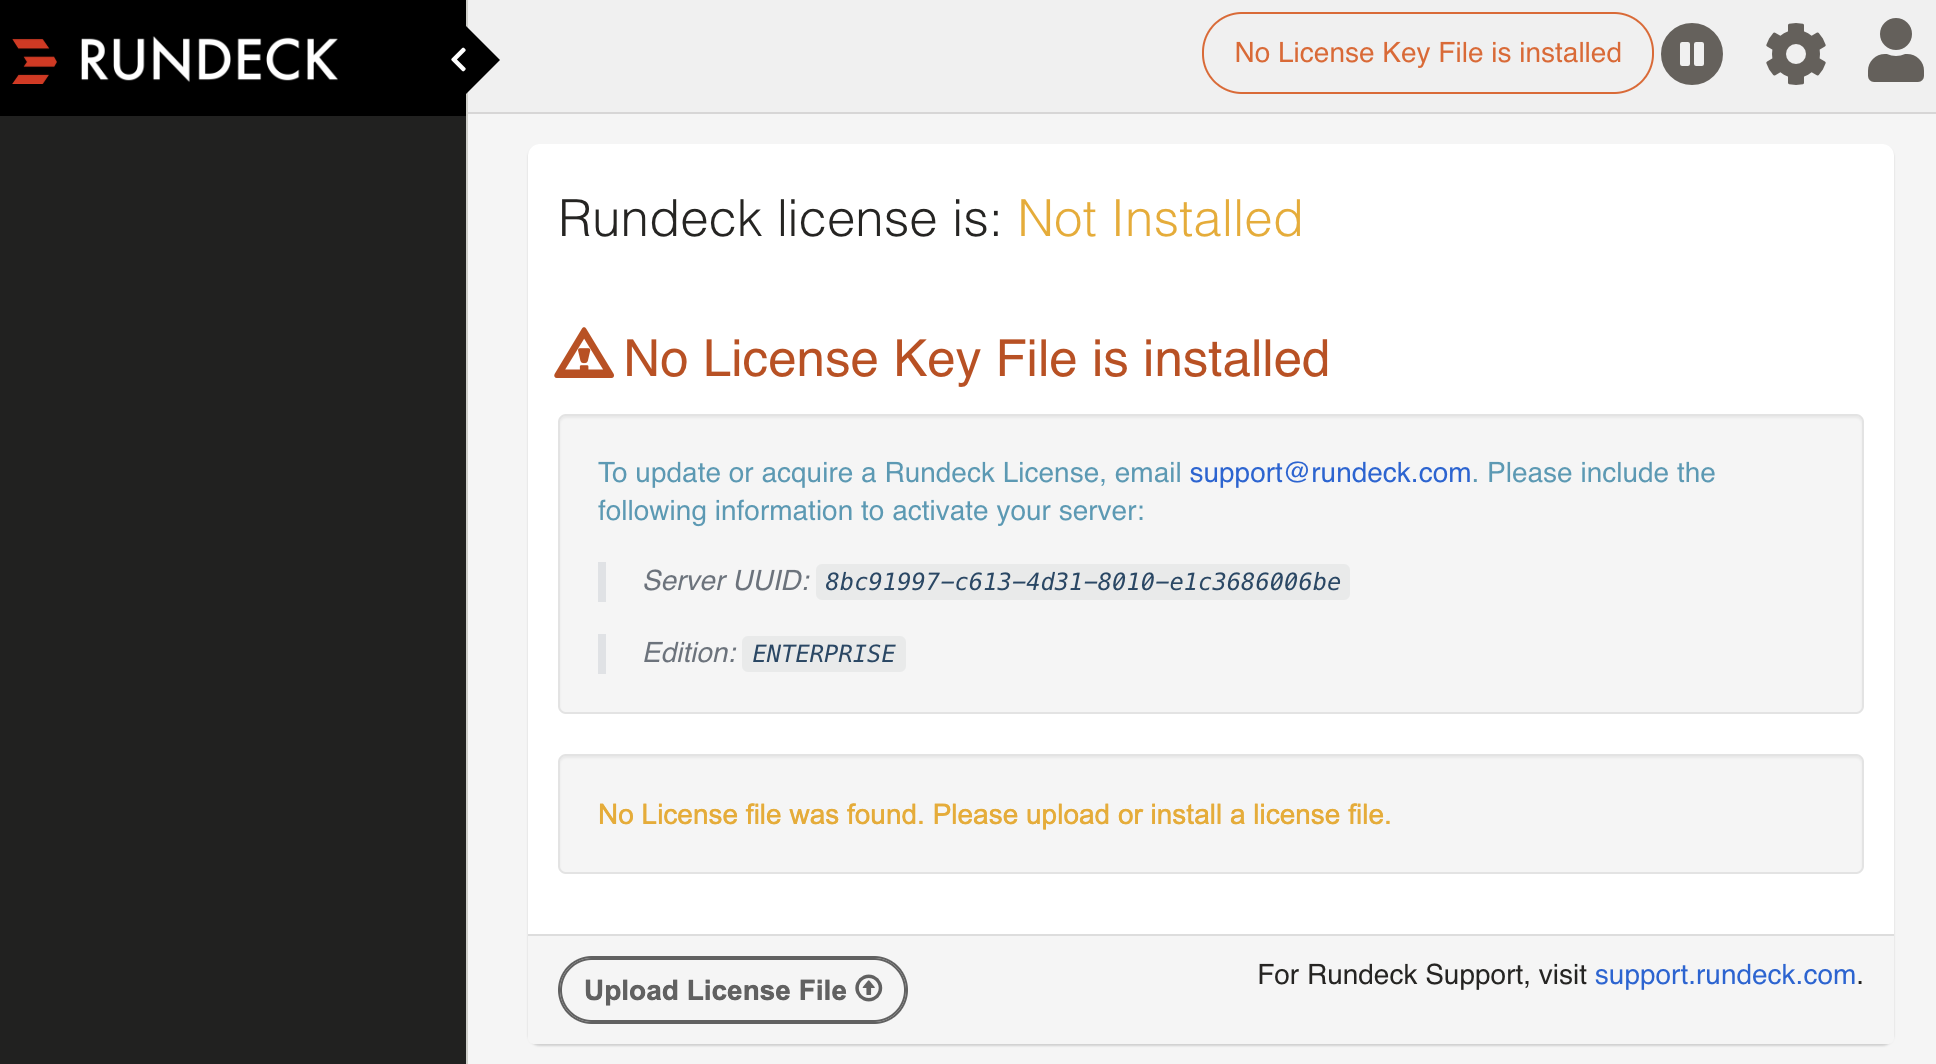 RUNDECK
No License Key File is installed
Rundeck license is: Not Installed
No License Key File is installed
To update or acquire a Rundeck License, email support@rundeck.com. Please include the
following information to activate your server:
Server UUID: 8bc91997-c613-4d31-8010-e1c3686006be
Edition: ENTERPRISE
No License file was found. Please upload or install a license file.
Upload License File
For Rundeck Support, visit support.rundeck.com.